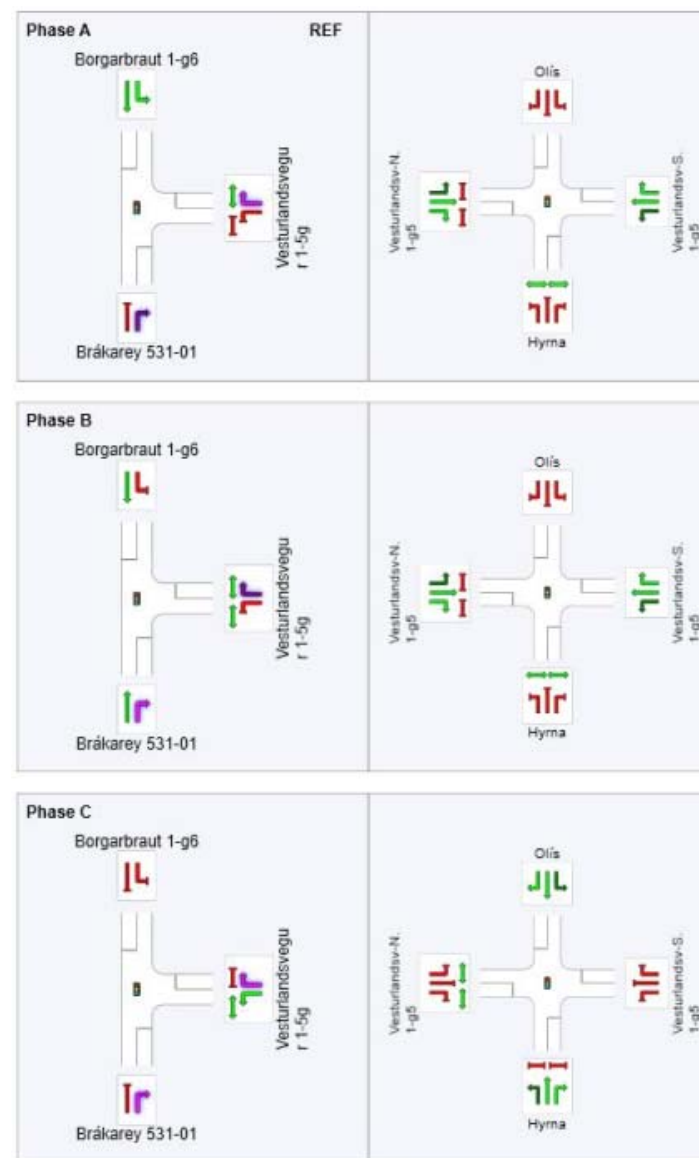 Phase A
REF
Borgarbraut 1-g6
Vesturlandsvegu
r 1-5g
Brákarey 531-01
Olís
Vesturlandsv-N.
1-g5
Vesturlandsv-S.
1-g5
Hyrna
Phase B
Borgarbraut 1-g6
Vesturlandsvegu
r 1-5g
Brákarey 531-01
Olís
Vesturlandsv-N.
1-g5
Vesturlandsv-S.
1-g5
Hyrna
Phase C
Borgarbraut 1-g6
Vesturlandsvegu
r 1-5g
Brákarey 531-01
Olís
Vesturlandsv-N.
1-g5
Vesturlandsv-S.
1-g5
Hyrna